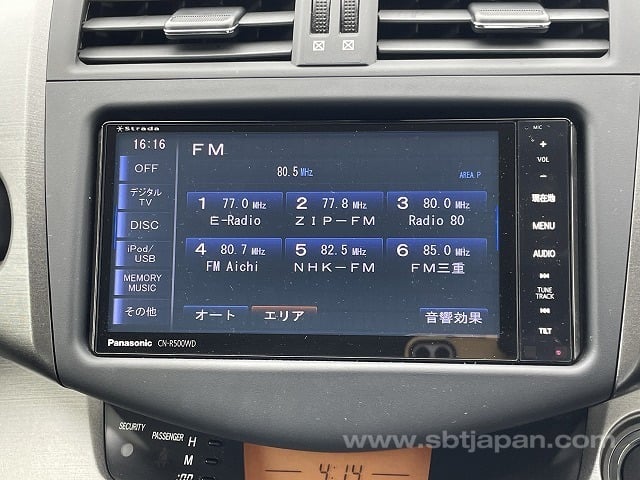 Strada
MIC
16:16
FM
VOL
OFF
80.5MHz
AREA P
デジタル
TV
1 77.0 MHz
E-Radio
2 77.8 MHz
ZIP-FM
3 80.0 MHz
Radio 80
現在地
DISC
MENU
iPod/
USB
4 80.7 MHz
FM Aichi
5 82.5 MHz
NHK-FM
6 85.0 MHz
FM三重
AUDIO
MEMORY
MUSIC
TUNE
TRACK
その他
オート
エリア
音響効果
TILT
Panasonic CN-R500WD
SECURITY
PASSENGER
H
M
:00
4:14
www.sbtjapan.com